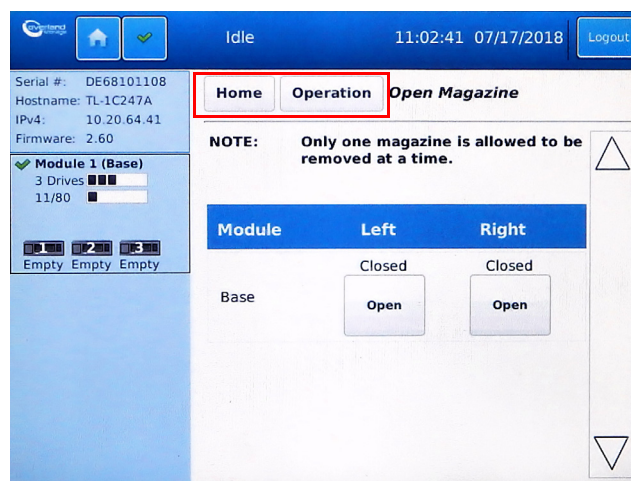 overland
Storage
Idle
11:02:41 07/17/2018
Logout
Serial #: DE68101108
Hostname: TL-1C247A
IPv4: 10.20.64.41
Firmware: 2.60
Module 1 (Base)
3 Drives
11/80
1 2 3
Empty Empty Empty
Home Operation Open Magazine
NOTE: Only one magazine is allowed to be
removed at a time.
Module Left Right
Closed Closed
Base Open Open